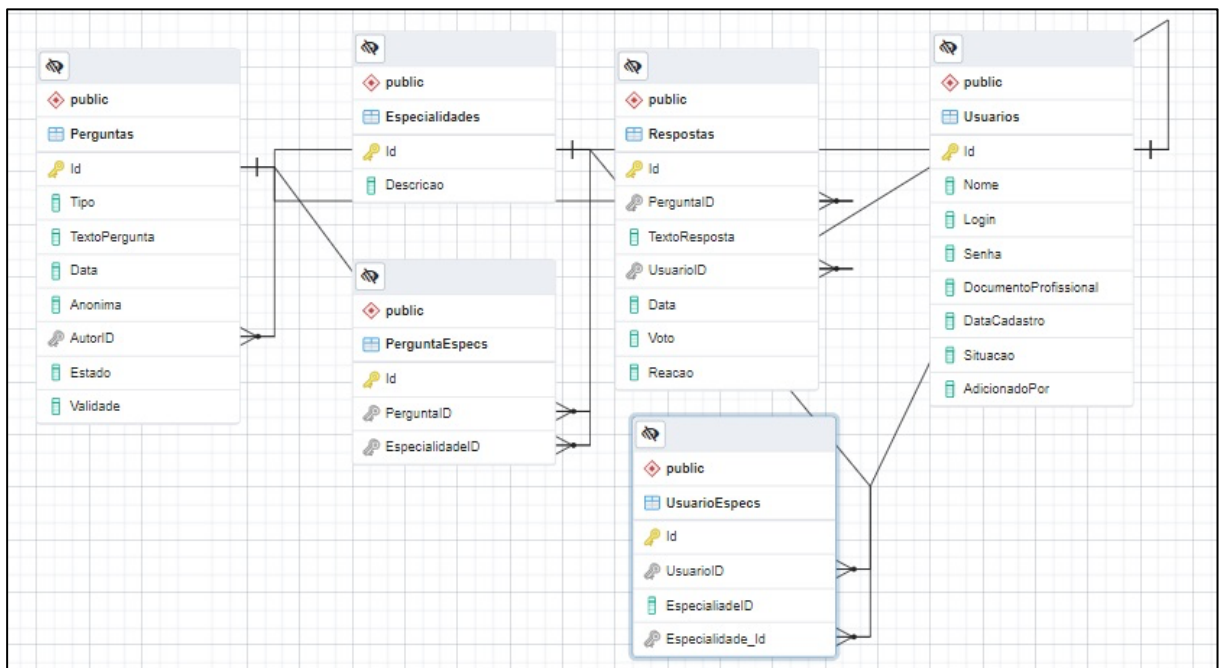 public
Perguntas
Id
Tipo
TextoPergunta
Data
Anonima
AutorID
Estado
Validade
public
Especialidades
Id
Descricao
public
PerguntaEspecs
Id
PerguntaID
EspecialidadeID
public
Respostas
Id
PerguntaID
TextoResposta
UsuarioID
Data
Voto
Reacao
public
UsuarioEspecs
Id
UsuarioID
EspecialiadeID
Especialidade_Id
public
Usuarios
Id
Nome
Login
Senha
DocumentoProfissional
DataCadastro
Situacao
AdicionadoPor